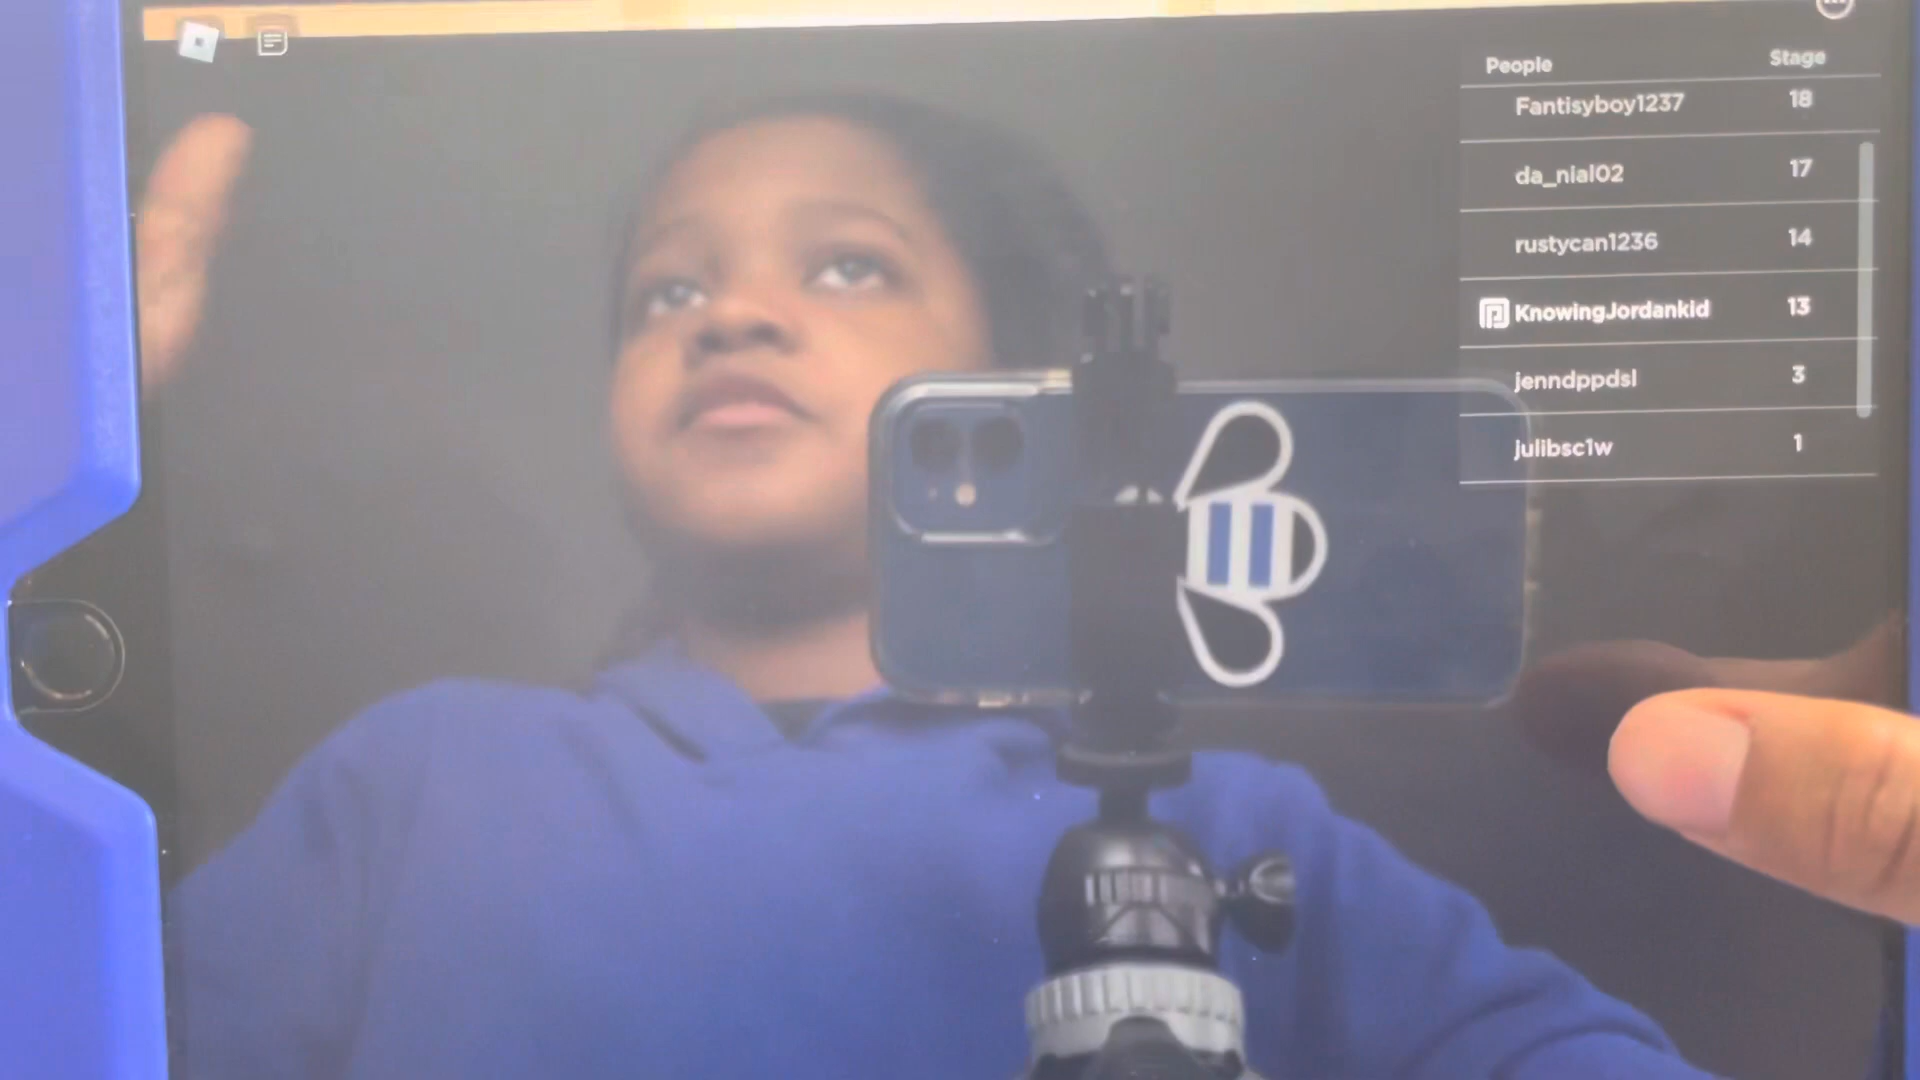 People Stage
Fantisyboy1237 18
da_nial02 17
rustycan1236 14
KnowingJordankid 13
jenndppdsl 3
julibsc1w 1